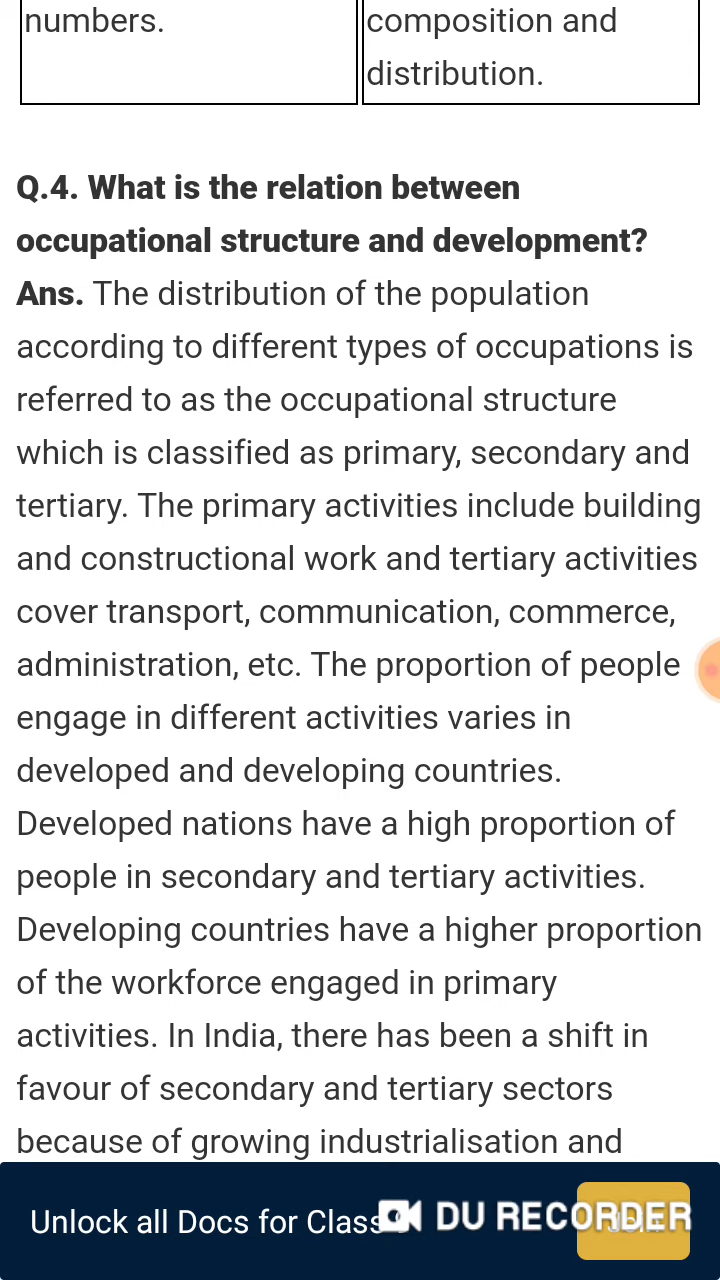 numbers.
composition and
distribution.
Q.4. What is the relation between
occupational structure and development?
Ans. The distribution of the population
according to different types of occupations is
referred to as the occupational structure
which is classified as primary, secondary and
tertiary. The primary activities include building
and constructional work and tertiary activities
cover transport, communication, commerce,
administration, etc. The proportion of people
engage in different activities varies in
developed and developing countries.
Developed nations have a high proportion of
people in secondary and tertiary activities.
Developing countries have a higher proportion
of the workforce engaged in primary
activities. In India, there has been a shift in
favour of secondary and tertiary sectors
because of growing industrialisation and
Unlock all Docs for Class
DU RECORDER